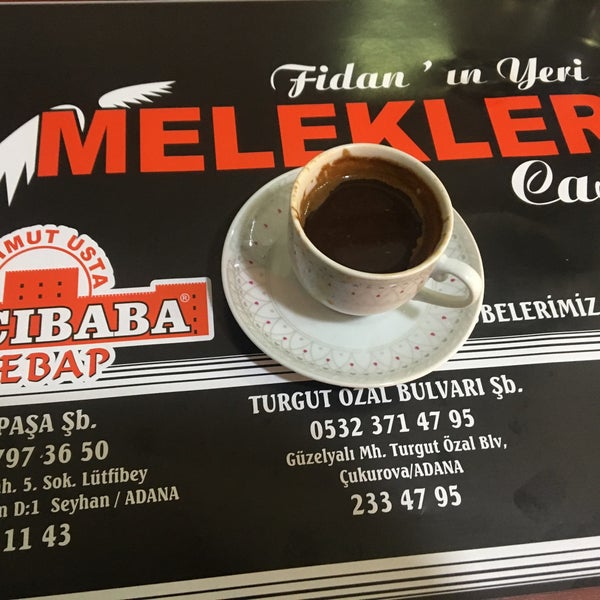 Fidan'ın Yeri
MELEKLER
BELERİMİZ
MUT USTA
CIBABA®
EBAP
PAŞA Şb.
797 36 50
5. Sok. Lütfibey
D:1 Seyhan / ADANA
11 43
TURGUT ÖZAL BULVARI Şb.
0532 371 47 95
Güzelyalı Mh. Turgut Özal Blv,
Çukurova/ADANA
233 47 95